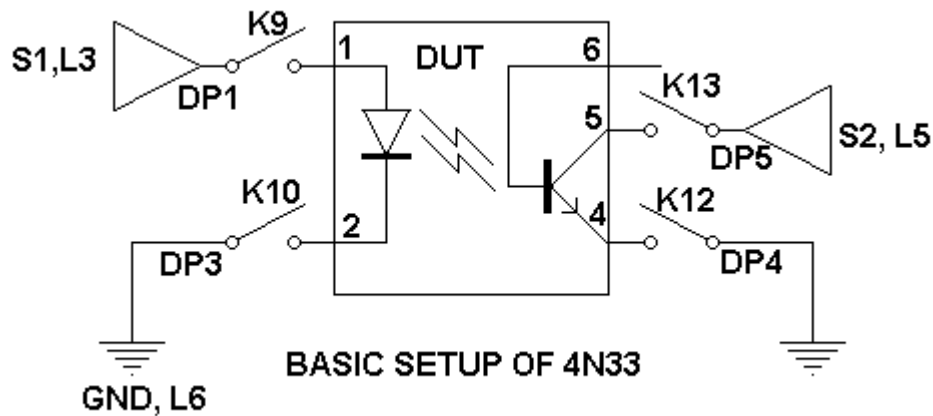 K9
S1,L3
DP1
1
DUT
6
K13
5
DP5
S2, L5
K10
2
DP3
4
K12
DP4
BASIC SETUP OF 4N33
GND, L6